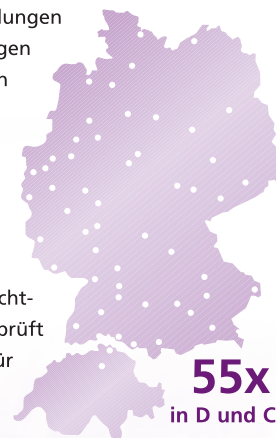 lungen
gen
n
cht-
prüft
ür
55x
in D und C